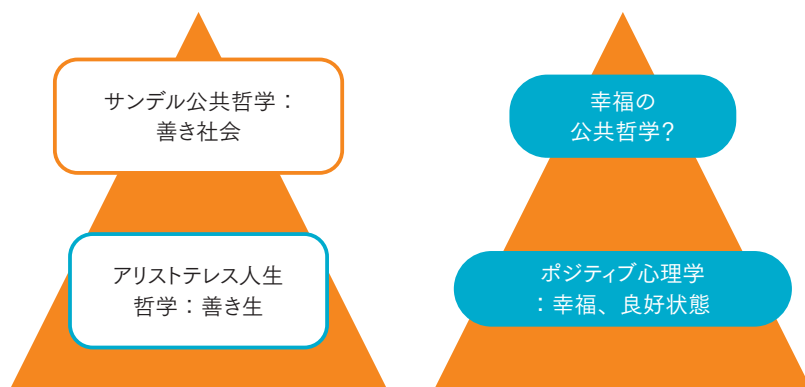 サンデル公共哲学：
善き社会
アリストテレス人生
哲学：善き生
幸福の
公共哲学？
ポジティブ心理学
：幸福、良好状態